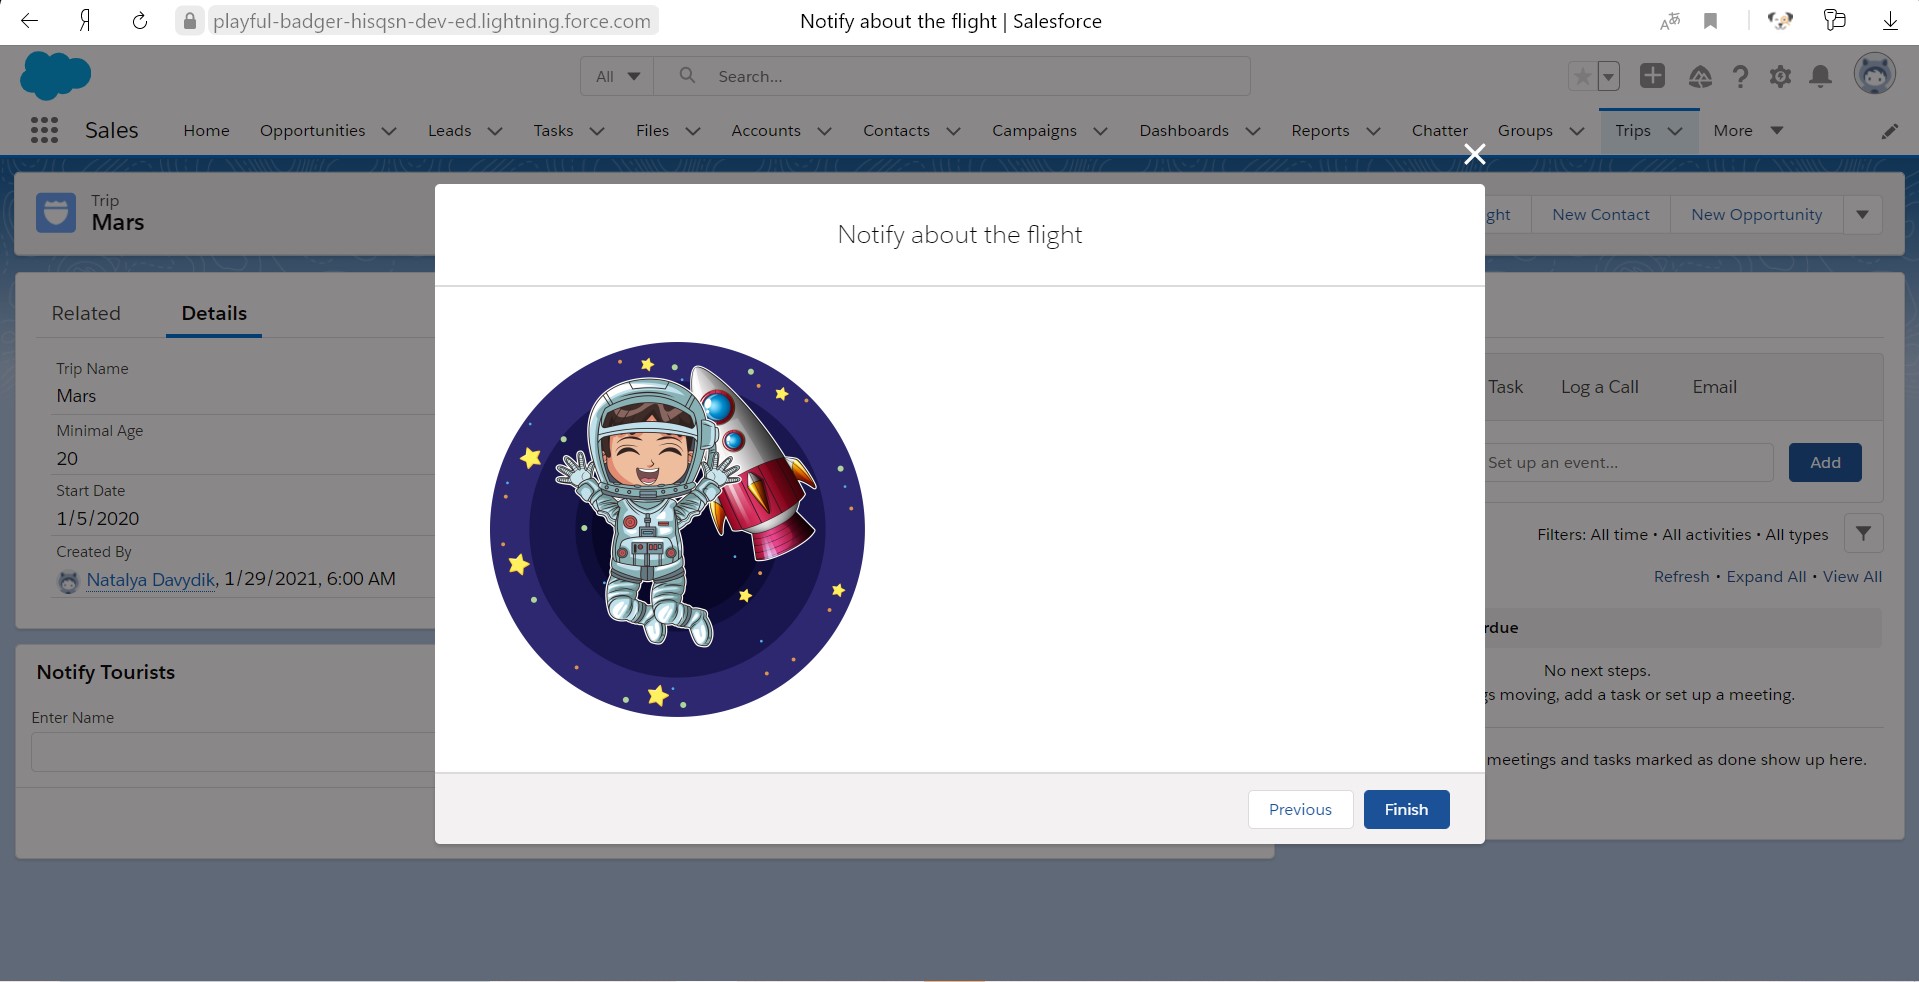 playful-badger-hisqsn-dev-ed.lightning.force.com Notify about the flight | Salesforce
All Search...
Sales Home Opportunities Leads Tasks Files Accounts Contacts Campaigns Dashboards Reports Chatter Groups Trips More
Trip
Mars
ght New Contact New Opportunity
Notify about the flight
Related Details
Trip Name
Mars
Minimal Age
20
Start Date
1/5/2020
Created By
Natalya Davydik, 1/29/2021, 6:00 AM
Notify Tourists
Enter Name
Previous Finish
Task Log a Call Email
Set up an event... Add
Filters: All time • All activities • All types
Refresh • Expand All • View All
rdue
No next steps.
gs moving, add a task or set up a meeting.
meetings and tasks marked as done show up here.